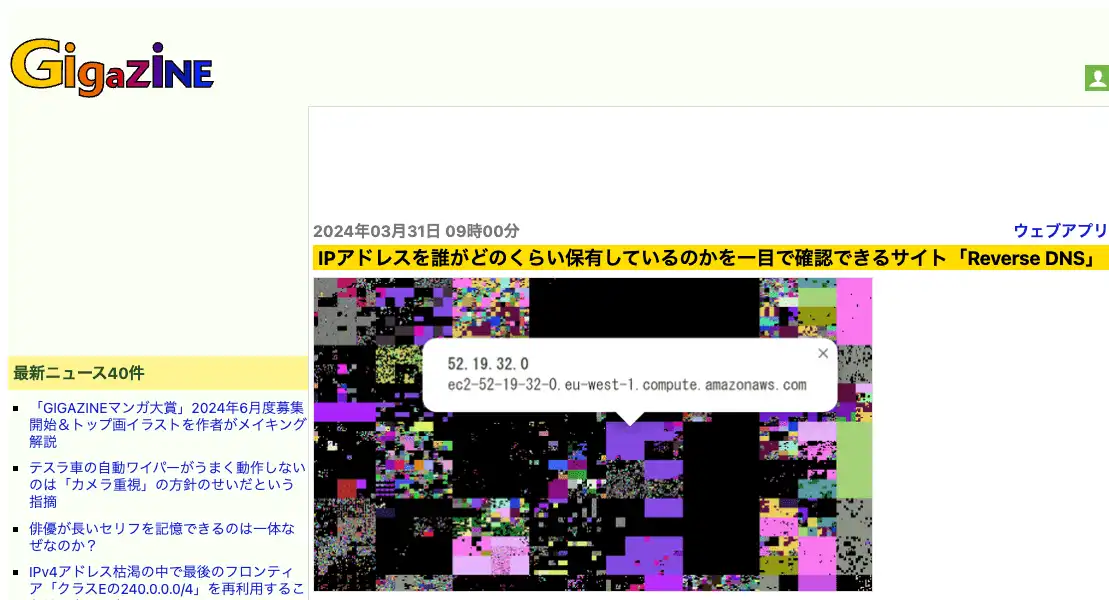 GIGAZINE
2024年03月31日 09時00分
ウェブアプリ
IPアドレスを誰がどのくらい保有しているのかを一目で確認できるサイト「Reverse DNS」
52.19.32.0
ec2-52-19-32-0.eu-west-1.compute.amazonaws.com
最新ニュース40件
「GIGAZINEマンガ大賞」2024年6月度募集
開始＆トップ画イラストを作者がメイキング
解説
テスラ車の自動ワイパーがうまく動作しない
のは「カメラ重視」の方針のせいだという
指摘
俳優が長いセリフを記憶できるのは一体な
ぜなのか？
IPv4アドレス枯渇の中で最後のフロンティ
ア「クラスEの240.0.0.0/4」を再利用するこ